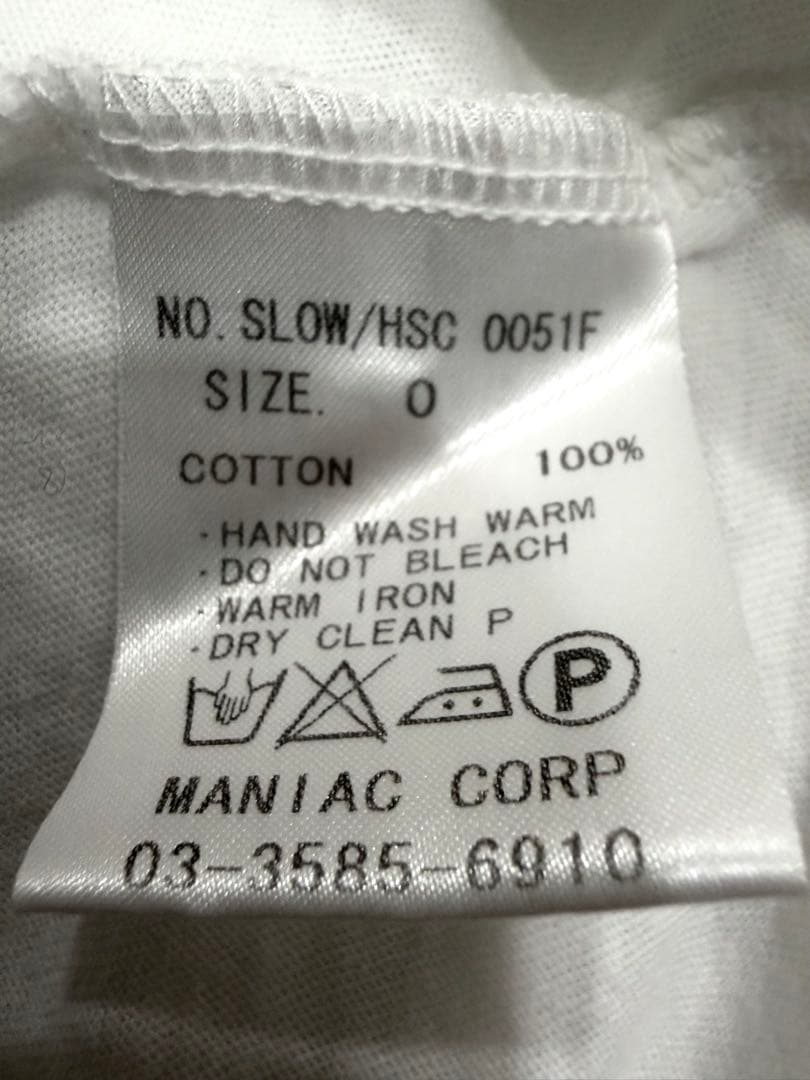 NO. SLOW/HSC 0051F
SIZE. 0
COTTON 100%
·HAND WASH WARM
·DO NOT BLEACH
·WARM IRON
·DRY CLEAN P
P
MANIAC CORP
03-3585-6910